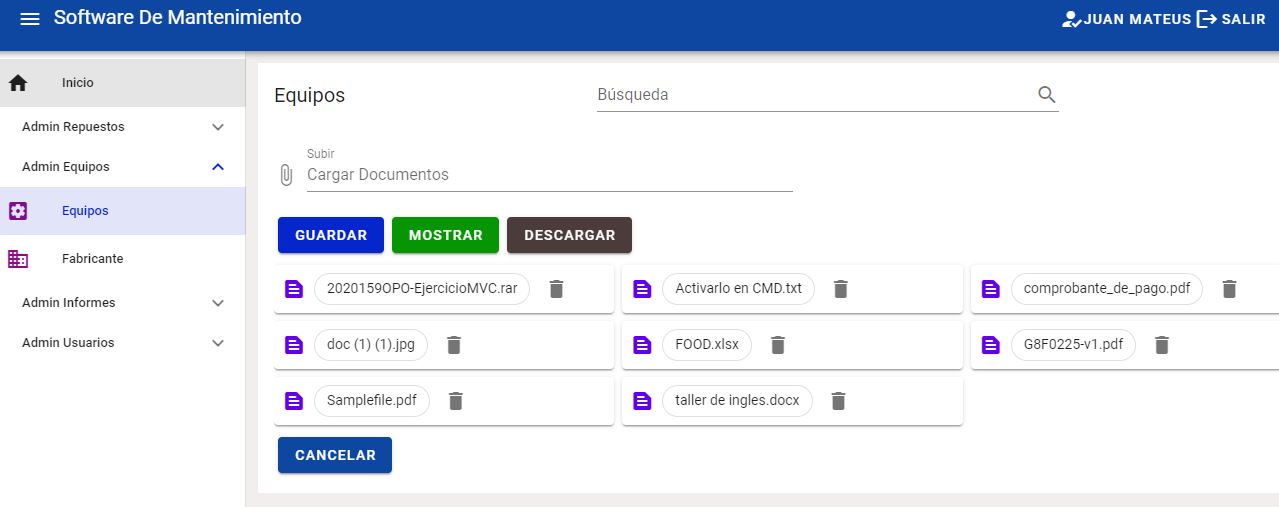 Software De Mantenimiento
JUAN MATEUS SALIR
Inicio
Admin Repuestos
Admin Equipos
Equipos
Fabricante
Admin Informes
Admin Usuarios
Equipos
Búsqueda
Subir
Cargar Documentos
GUARDAR MOSTRAR DESCARGAR
2020159OPO-EjercicioMVC.rar Activarlo en CMD.txt comprobante_de_pago.pdf
doc (1) (1).jpg FOOD.xlsx G8F0225-v1.pdf
Samplefile.pdf taller de ingles.docx
CANCELAR